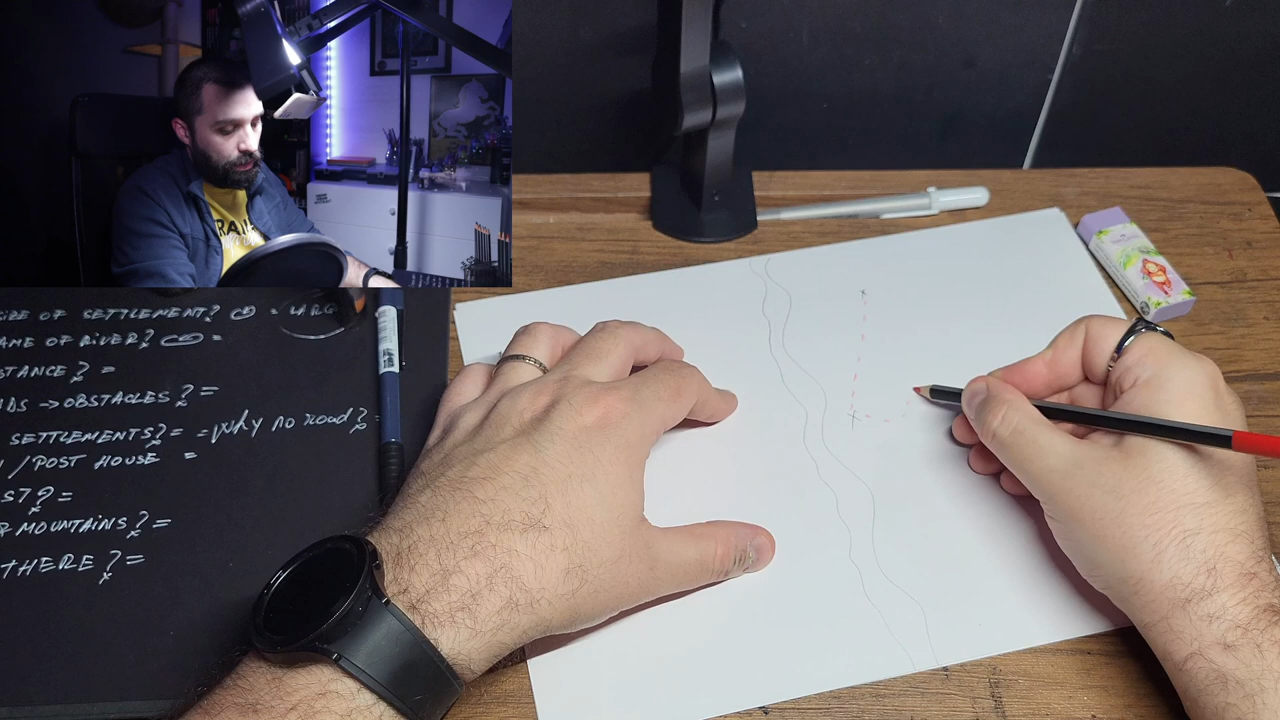 RA
SIZE OF SETTLEMENT? = LARG
AME OF RIVER? =
STANCE? =
DS → OBSTACLES? =
SETTLEMENTS? = = Why no road?
/ POST HOUSE =
ST? =
R MOUNTAINS? =
THERE? =